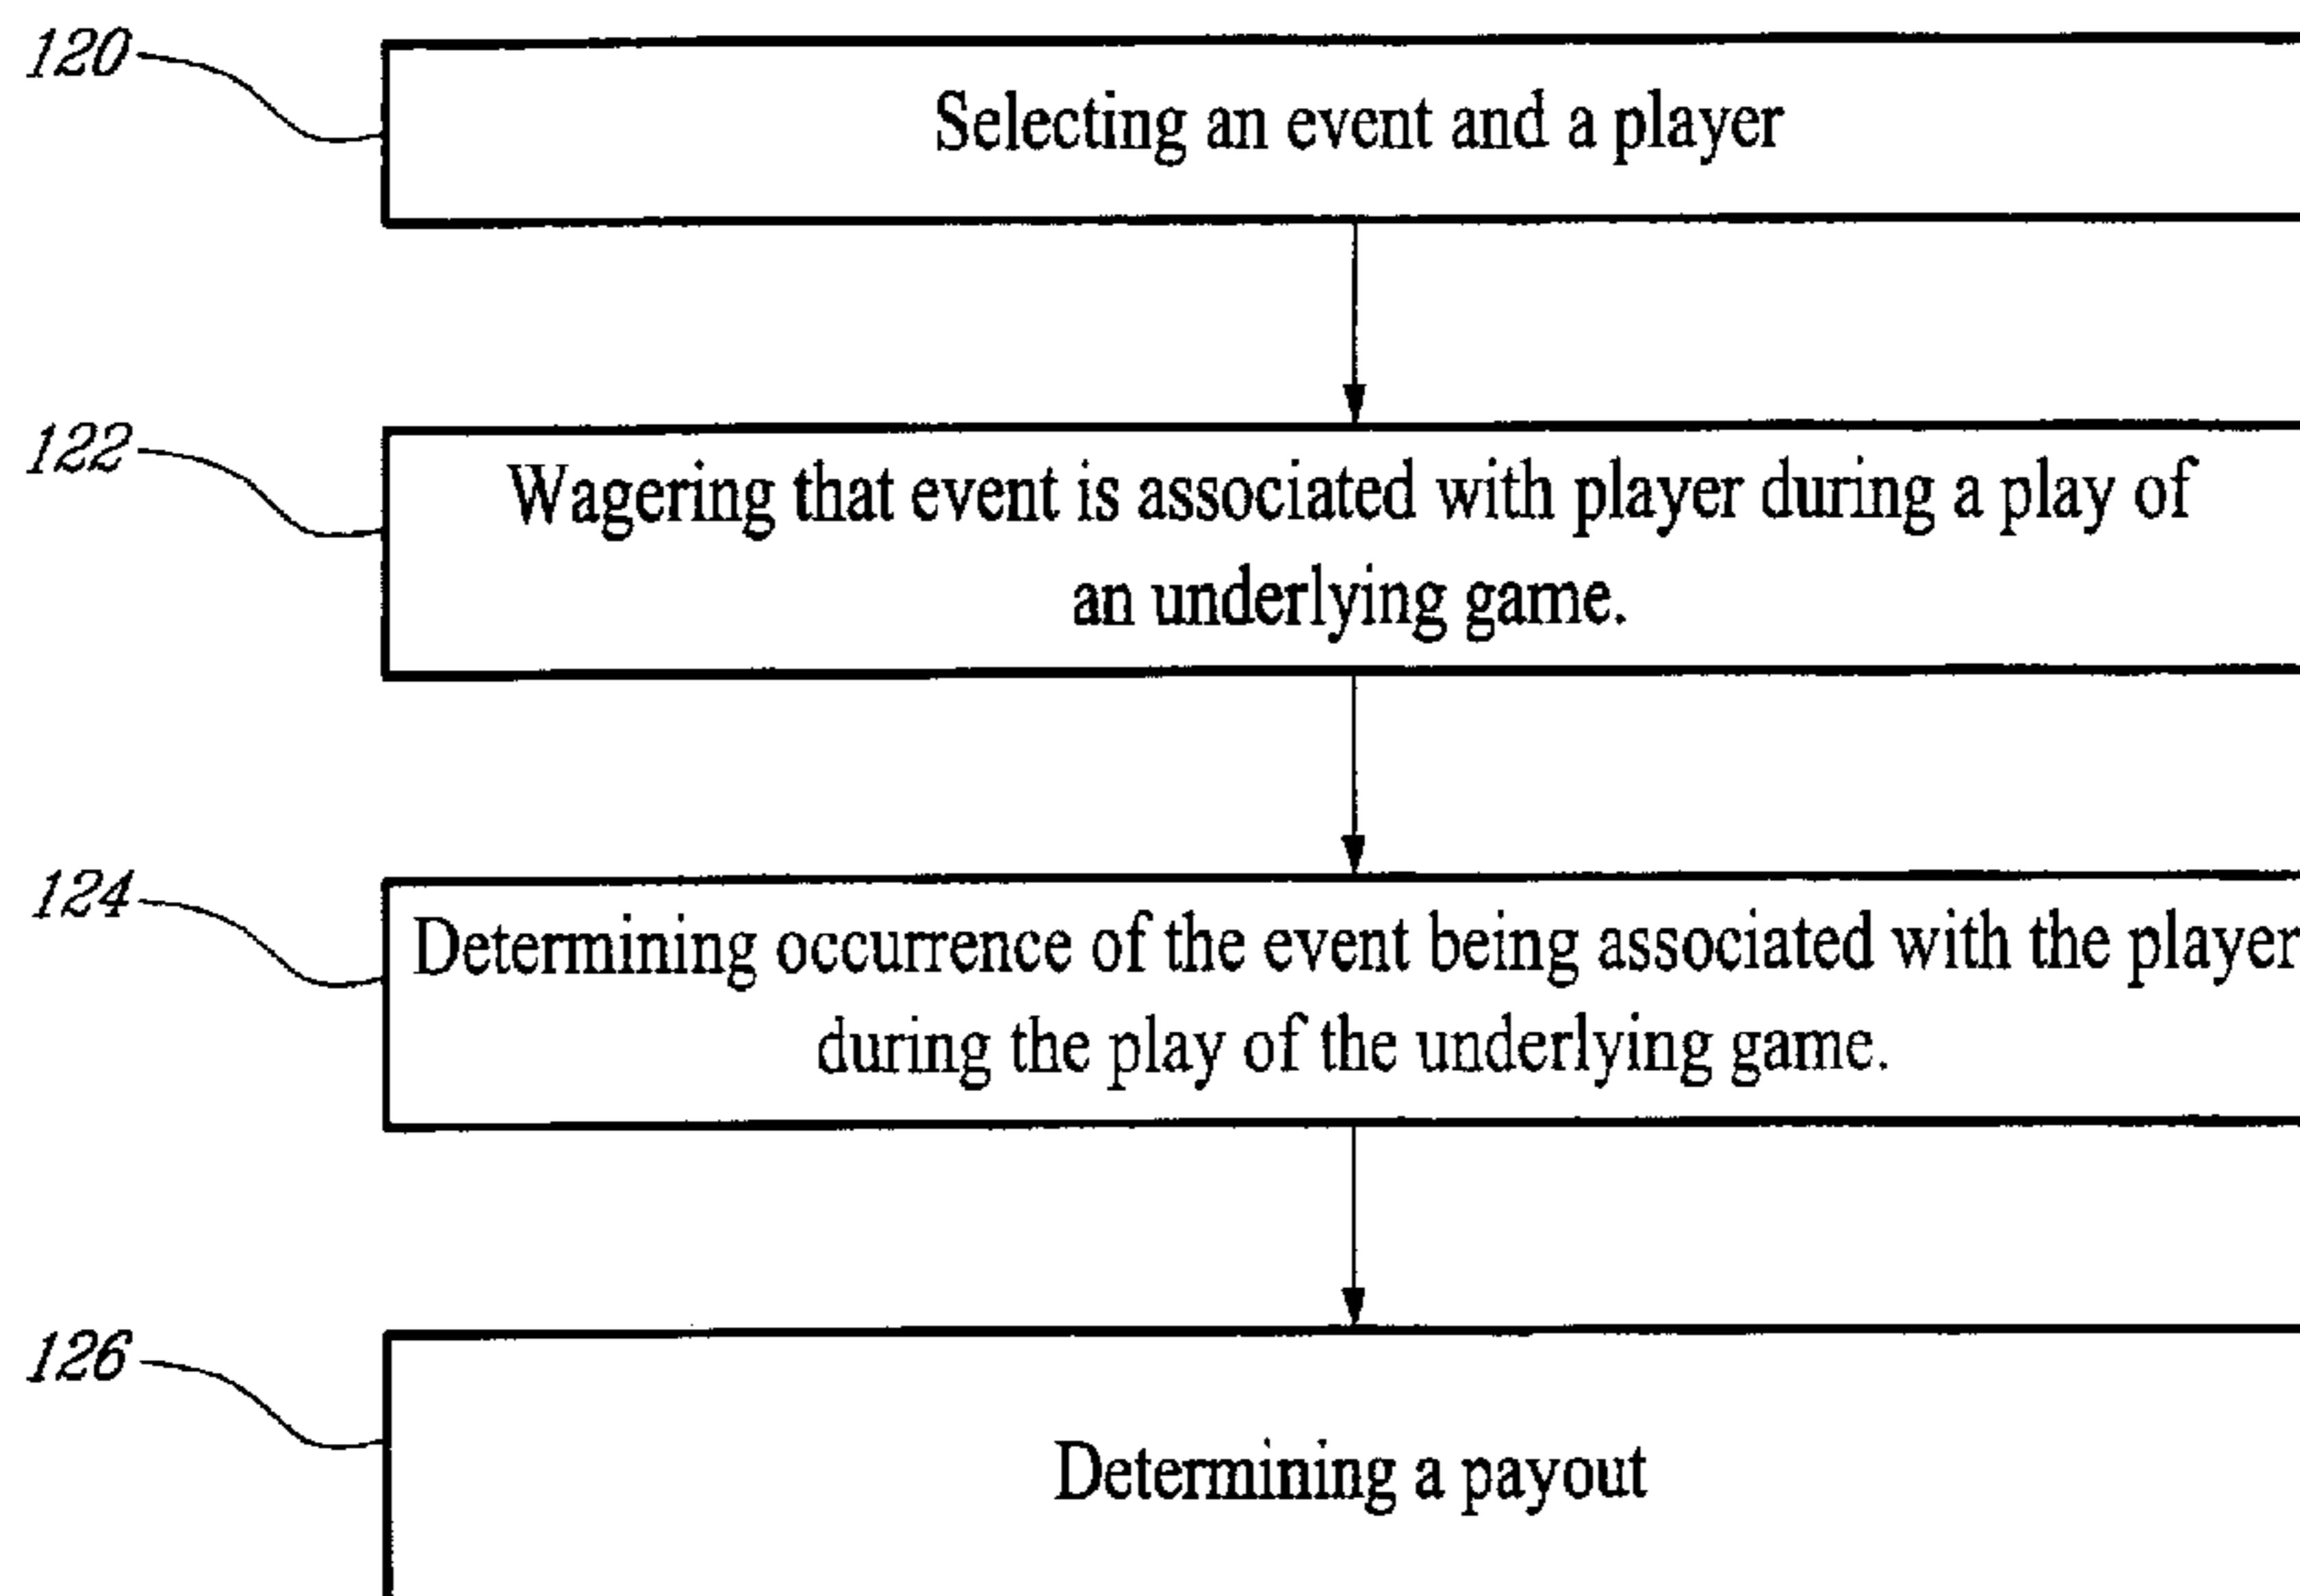 120
Selecting an event and a player
122
Wagering that event is associated with player during a play of
an underlying game.
124
Determining occurrence of the event being associated with the player
during the play of the underlying game.
126
Determining a payout